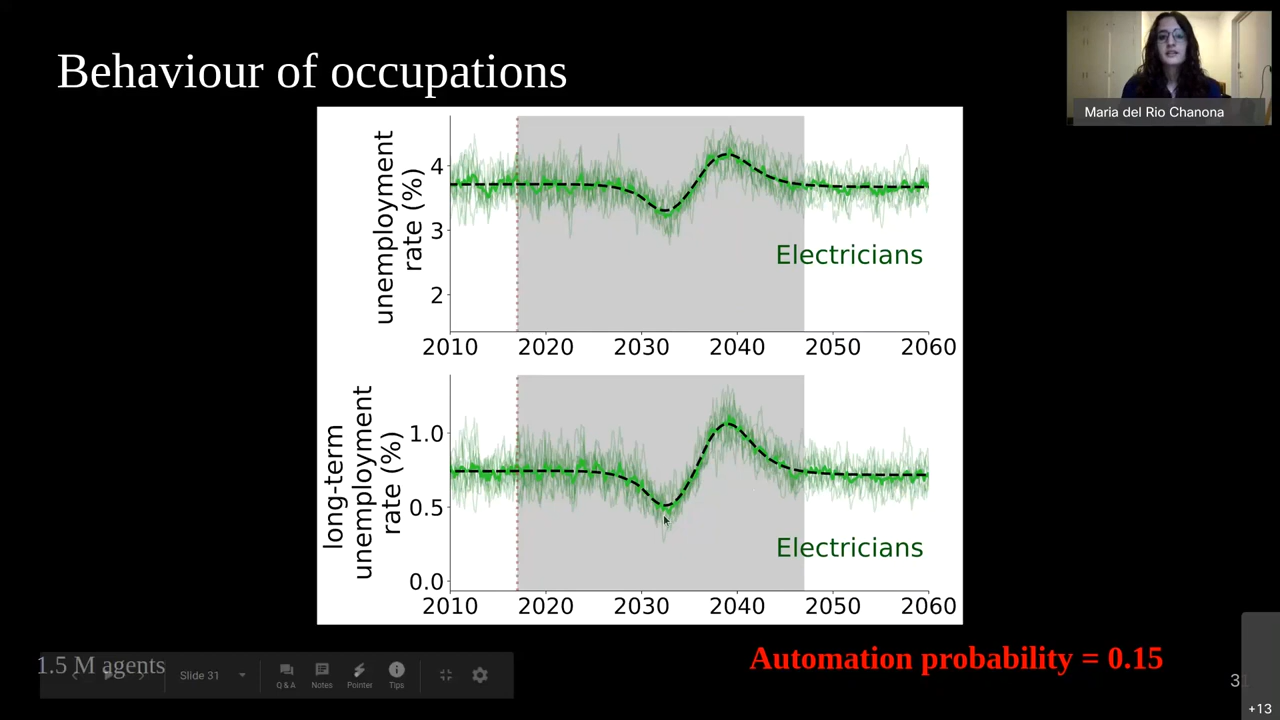 Behaviour of occupations
Maria del Rio Chanona
unemployment
rate (%)
4
3
2
Electricians
2010 2020 2030 2040 2050 2060
long-term
unemployment
rate (%)
1.0
0.5
0.0
Electricians
2010 2020 2030 2040 2050 2060
1.5 M agents
Slide 31
Q & A
Notes
Pointer
Tips
Automation probability = 0.15
+13